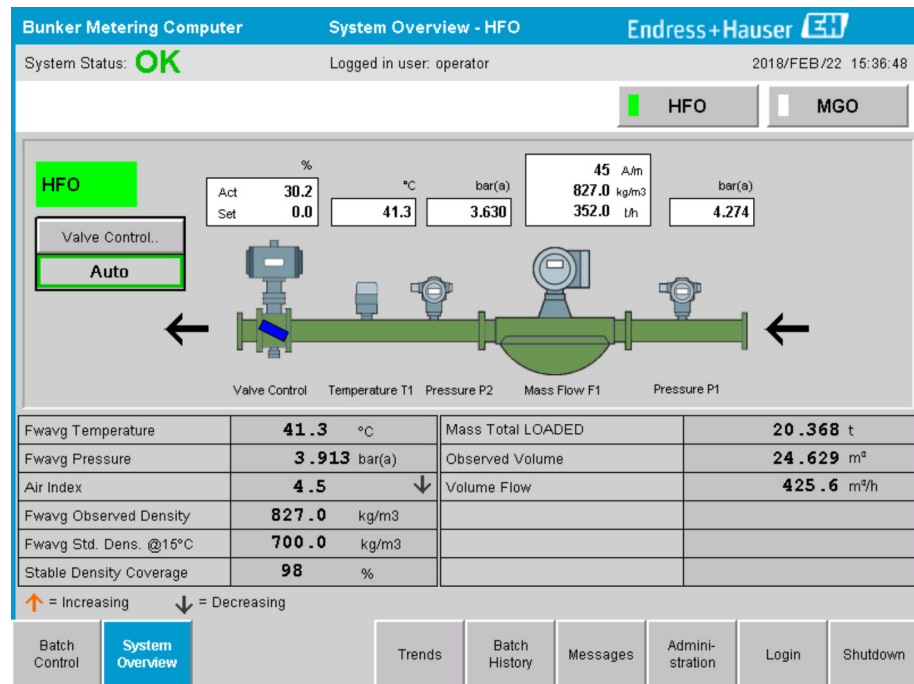 Bunker Metering Computer System Overview - HFO Endress+Hauser EH
System Status: OK Logged in user: operator 2018/FEB/22 15:36:48
HFO MGO
HFO
Valve Control..
Auto
%
Act 30.2
Set 0.0
°C
41.3
bar(a)
3.630
45 A/m
827.0 kg/m3
352.0 t/h
bar(a)
4.274
Valve Control Temperature T1 Pressure P2 Mass Flow F1 Pressure P1
Fwavg Temperature 41.3 °C Mass Total LOADED 20.368 t
Fwavg Pressure 3.913 bar(a) Observed Volume 24.629 m³
Air Index 4.5 ↓ Volume Flow 425.6 m³/h
Fwavg Observed Density 827.0 kg/m3
Fwavg Std. Dens. @15°C 700.0 kg/m3
Stable Density Coverage 98 %
↑ = Increasing ↓ = Decreasing
Batch Control System Overview Trends Batch History Messages Admini-stration Login Shutdown